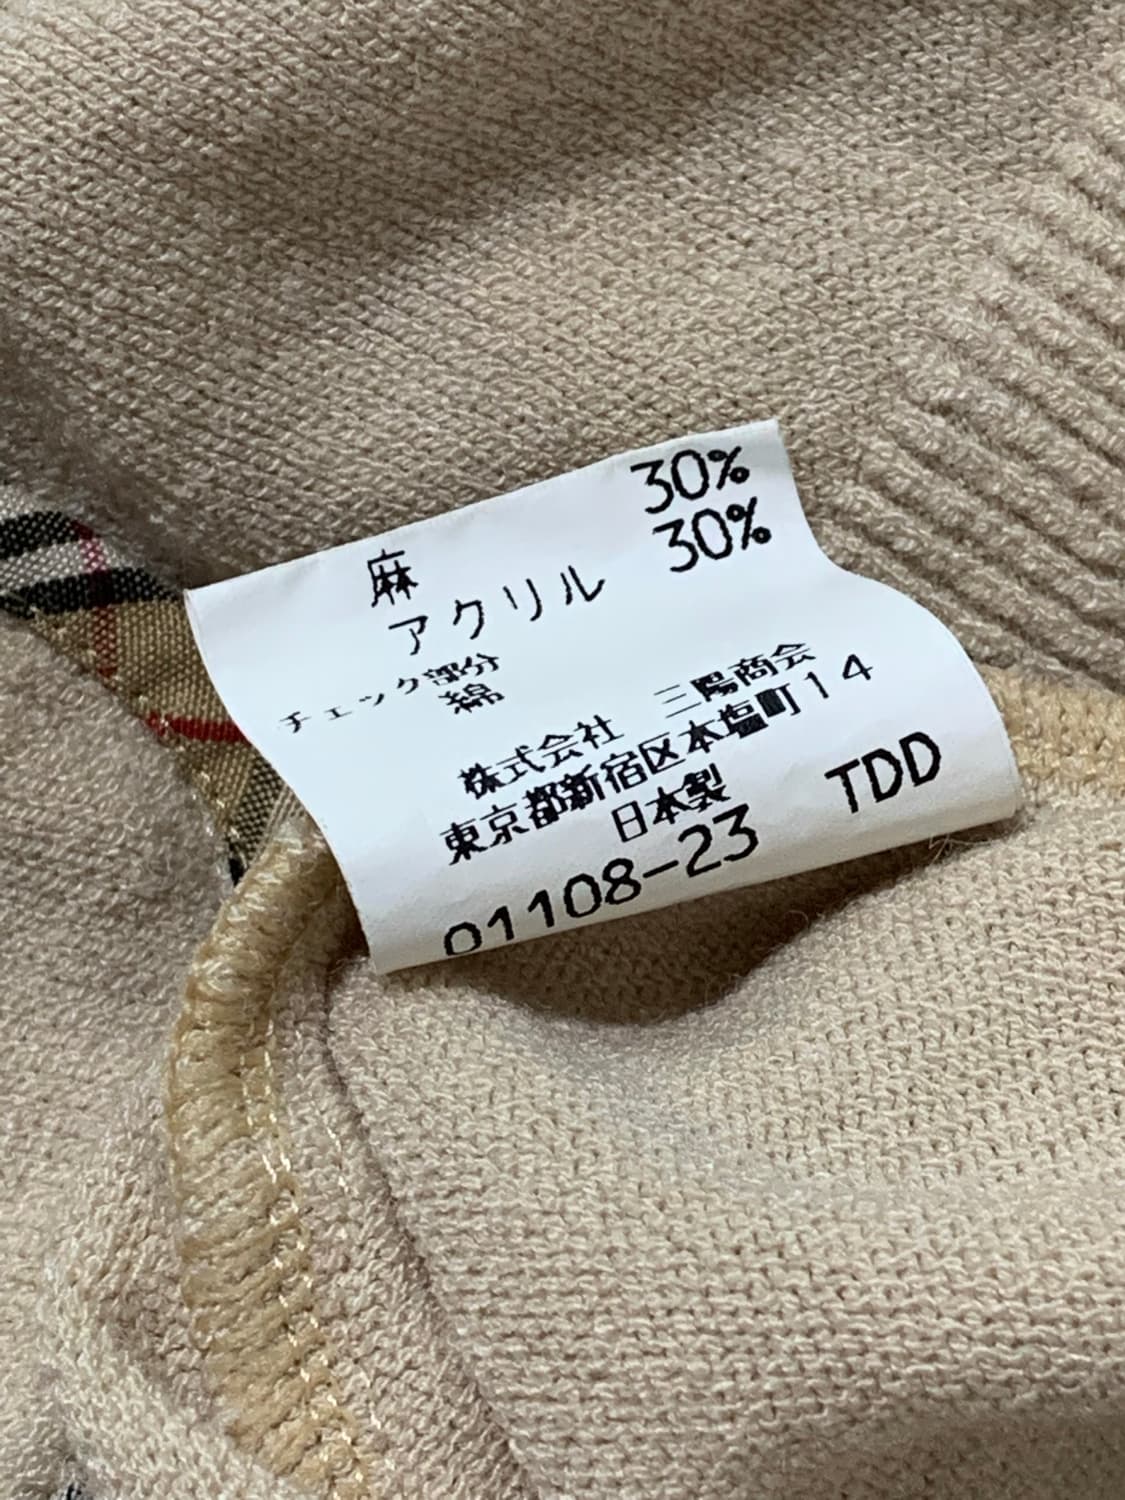 麻 30%
アクリル 30%
チェック部分
綿
株式会社 三陽商会
東京都新宿区本塩町14
日本製
01108-23 TDD